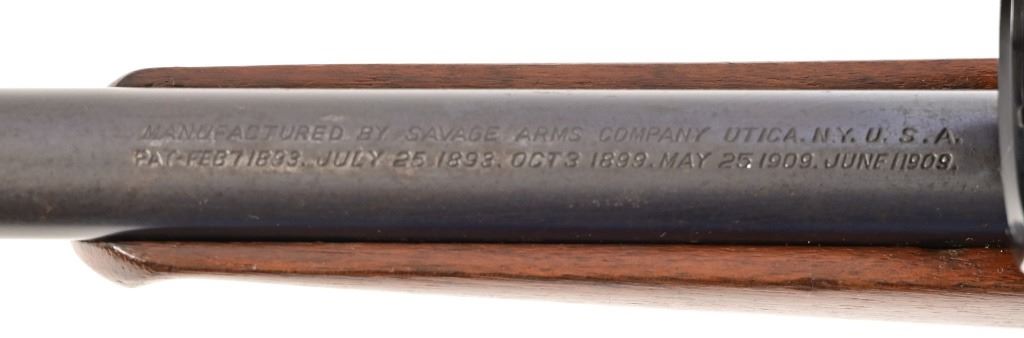 MANUFACTURED BY SAVAGE ARMS COMPANY UTICA. N.Y. U. S. A.
PAT-FEB 7 1893. JULY 25. 1893. OCT 3 1899. MAY 25. 1909. JUNE 1 1909.